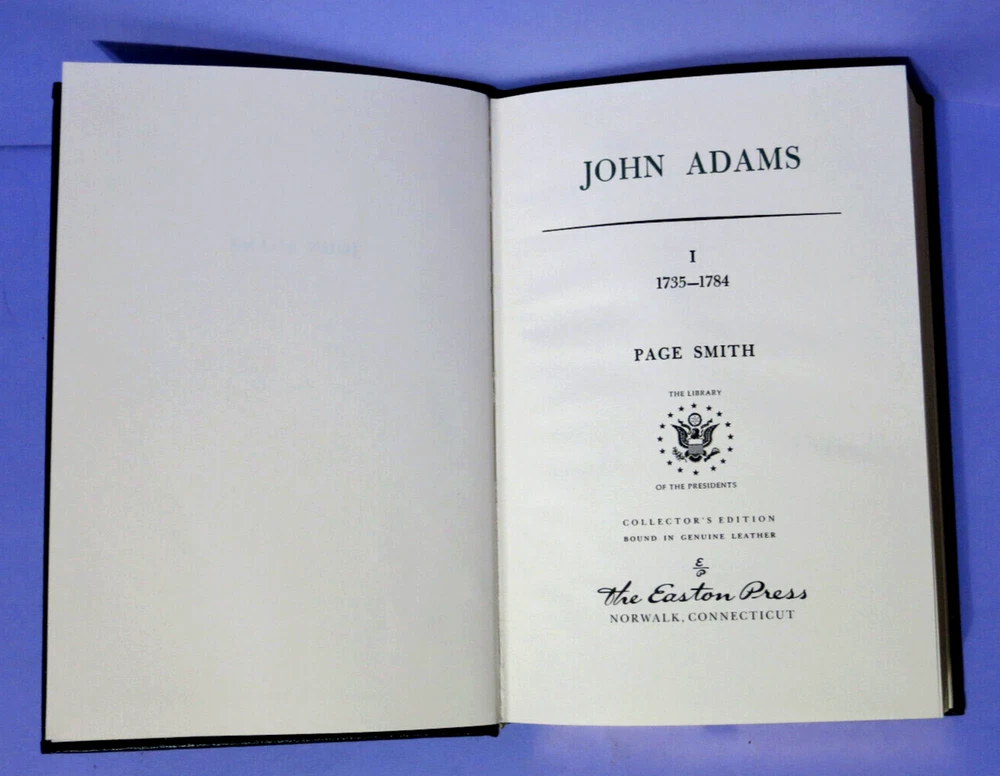 JOHN ADAMS
I
1735–1784
PAGE SMITH
THE LIBRARY
OF THE PRESIDENTS
COLLECTOR'S EDITION
BOUND IN GENUINE LEATHER
E
P
The Easton Press
NORWALK, CONNECTICUT